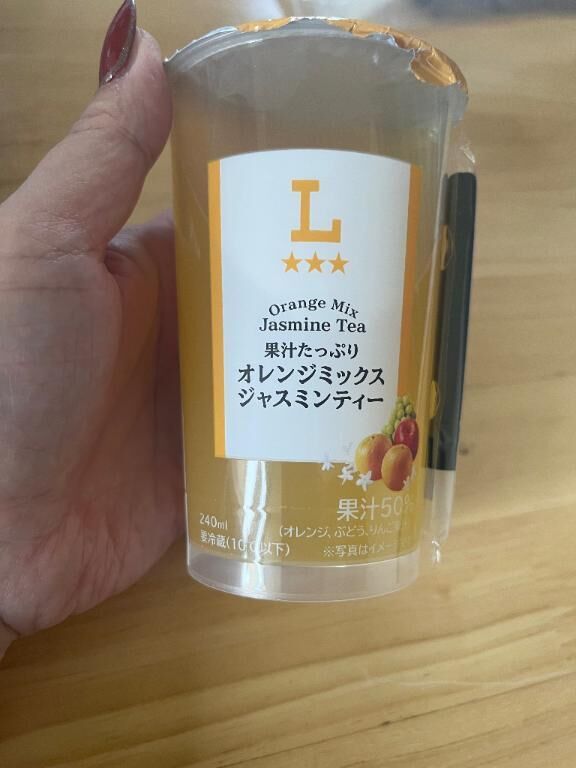 L
★★★
Orange Mix
Jasmine Tea
果汁たっぷり
オレンジミックス
ジャスミンティー
果汁50%
240ml
(オレンジ、ぶどう、りんご
要冷蔵(10℃以下)
※写真はイメージ